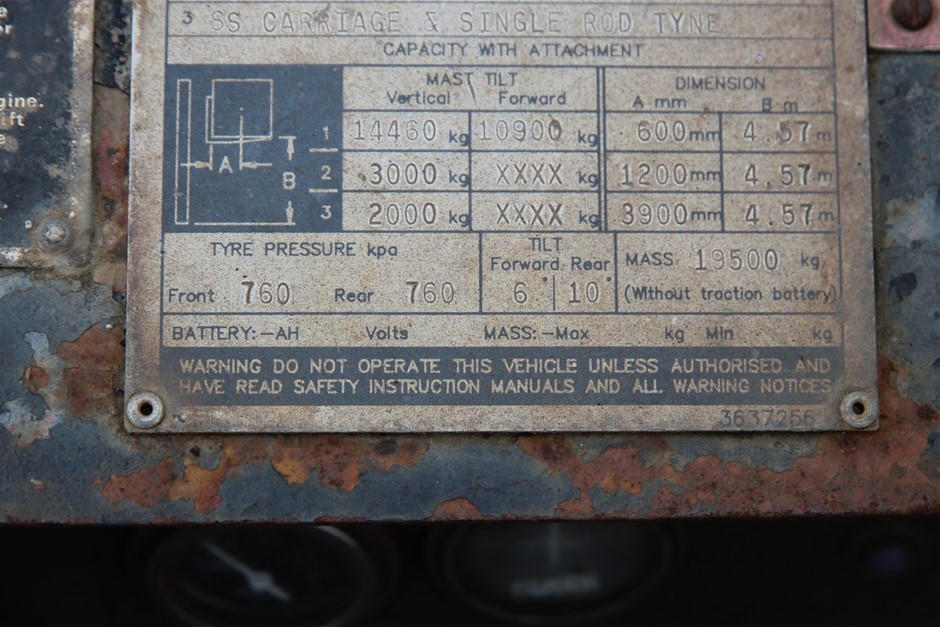 e
or
gine.
ift
e
s
3 SS CARRIAGE & SINGLE ROD TYNE
CAPACITY WITH ATTACHMENT
MAST TILT DIMENSION
Vertical Forward A mm B m
1 14460 kg 10900 kg 600mm 4.57m
A B 2 3000 kg XXXX kg 1200mm 4.57m
3 2000 kg XXXX kg 3900mm 4.57m
TYRE PRESSURE kpa TILT
Forward Rear MASS 19500 kg
Front 760 Rear 760 6° 10° (Without traction battery)
BATTERY:-AH Volts MASS:-Max kg Min kg
WARNING DO NOT OPERATE THIS VEHICLE UNLESS AUTHORISED AND
HAVE READ SAFETY INSTRUCTION MANUALS AND ALL WARNING NOTICES
3637256